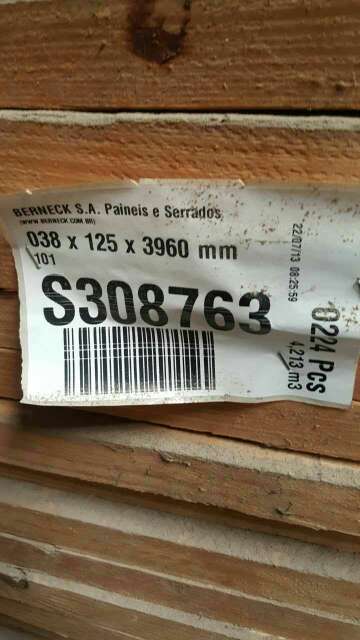 BERNECK S.A. Paineis e Serrados
(WWW.BERNECK.COM.BR)
038 x 125 x 3960 mm
101
S308763
22/07/13 08:25:59
0224 Pcs
4,213 m3